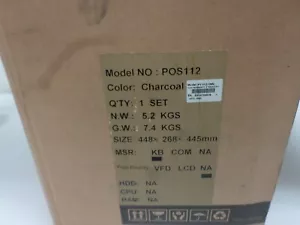 Model NO : POS112
Color: Charcoal
Q'TY: 1 SET
N.W: 5.2 KGS
G.W: 7.4 KGS
SIZE: 448× 268× 445mm
MSR: KB COM NA
VFD LCD NA
HDD: NA
CPU: NA
RAM: NA